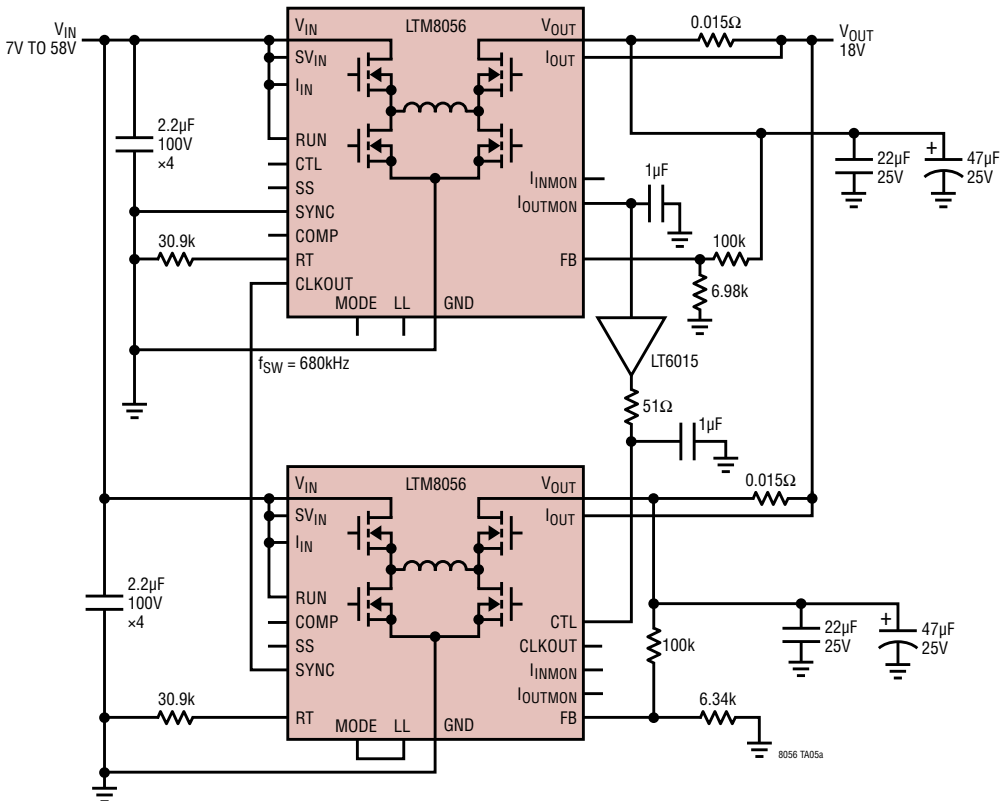 VIN
7V TO 58V
LTM8056
VIN
SVIN
IIN
RUN
CTL
SS
SYNC
COMP
RT
CLKOUT
MODE
LL
GND
VOUT
IOUT
IINMON
IOUTMON
FB
2.2µF
100V
×4
30.9k
fSW = 680kHz
0.015Ω
VOUT
18V
1µF
100k
6.98k
22µF
25V
+
47µF
25V
LT6015
51Ω
1µF
LTM8056
VIN
SVIN
IIN
RUN
COMP
SS
SYNC
RT
MODE
LL
GND
VOUT
IOUT
CTL
CLKOUT
IINMON
IOUTMON
FB
2.2µF
100V
×4
30.9k
0.015Ω
100k
6.34k
22µF
25V
+
47µF
25V
8056 TA05a